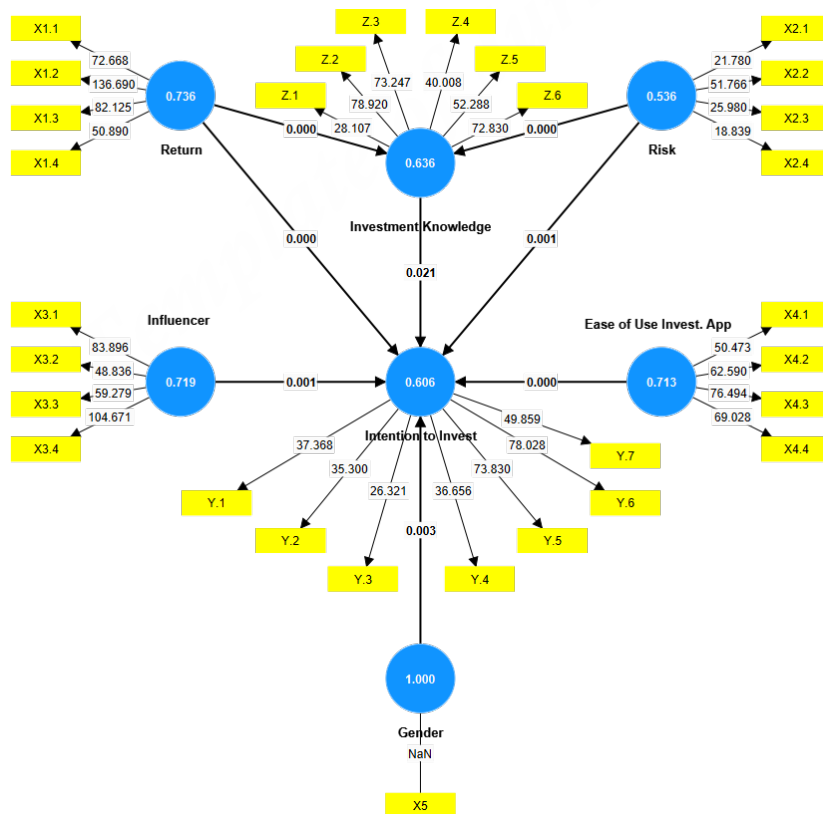 X1.1
X1.2
X1.3
X1.4
72.668
136.690
82.125
50.890
0.736
Return
Z.1
Z.2
Z.3
Z.4
Z.5
Z.6
28.107
78.920
73.247
40.008
52.288
72.830
0.636
Investment Knowledge
X2.1
X2.2
X2.3
X2.4
21.780
51.766
25.980
18.839
0.536
Risk
0.000
0.000
0.000
0.021
0.001
X3.1
X3.2
X3.3
X3.4
83.896
48.836
59.279
104.671
Influencer
0.719
0.001
0.606
Intention to Invest
0.000
Ease of Use Invest. App
0.713
X4.1
X4.2
X4.3
X4.4
50.473
62.590
76.494
69.028
37.368
35.300
26.321
36.656
73.830
78.028
49.859
Y.1
Y.2
Y.3
Y.4
Y.5
Y.6
Y.7
0.003
1.000
Gender
NaN
X5